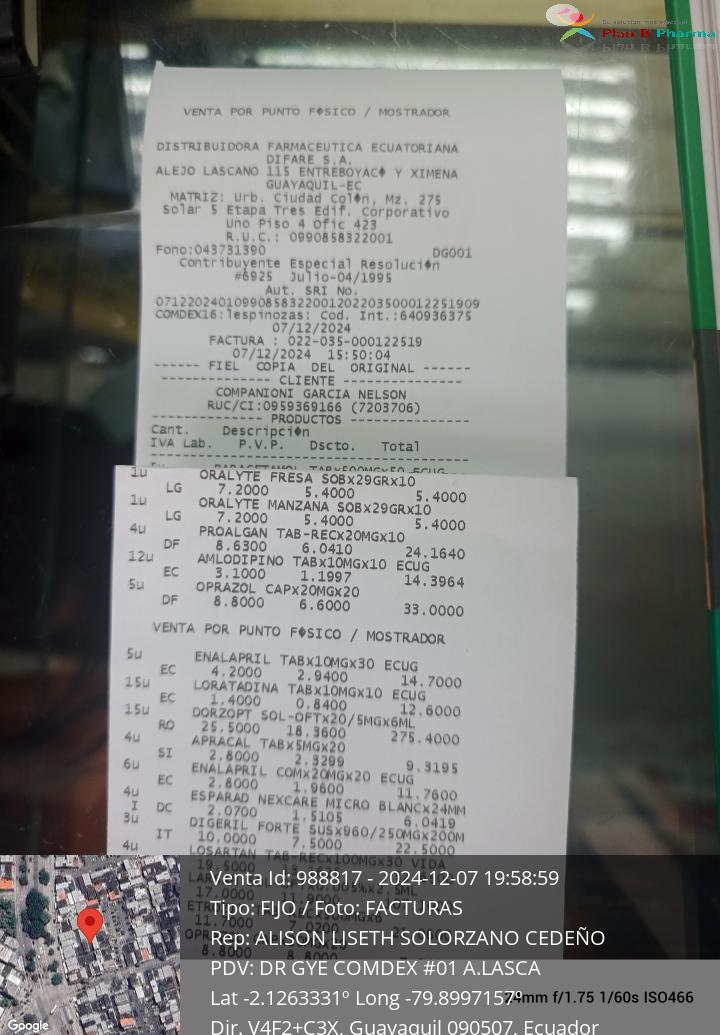 Su solución más especial
Plan B Pharma
VENTA POR PUNTO F�SICO / MOSTRADOR
DISTRIBUIDORA FARMACEUTICA ECUATORIANA
DIFARE S.A.
ALEJO LASCANO 115 ENTREBOYAC� Y XIMENA
GUAYAQUIL-EC
MATRIZ: Urb. Ciudad Col�n, Mz. 275
Solar 5 Etapa Tres Edif. Corporativo
Uno Piso 4 Ofic 423
R.U.C.: 0990858322001
Fono:043731390 DG001
Contribuyente Especial Resoluci�n
#6925 Julio-04/1995
Aut. SRI No.
07122024010990858322001202203500012251909
COMDEX16:lespinozas: Cod. Int.:640936375
07/12/2024
FACTURA : 022-035-000122519
07/12/2024 15:50:04
------ FIEL COPIA DEL ORIGINAL ------
-------------- CLIENTE --------------
COMPANIONI GARCIA NELSON
RUC/CI:0959369166 (7203706)
------------- PRODUCTOS -------------
Cant. Descripci�n
IVA Lab. P.V.P. Dscto. Total
1u ORALYTE FRESA SOBx29GRx10
LG 7.2000 5.4000 5.4000
1u ORALYTE MANZANA SOBx29GRx10
LG 7.2000 5.4000 5.4000
4u PROALGAN TAB-RECx20MGx10
DF 8.6300 6.0410 24.1640
12u AMLODIPINO TABx10MGx10 ECUG
EC 3.1000 1.1997 14.3964
5u OPRAZOL CAPx20MGx20
DF 8.8000 6.6000 33.0000
VENTA POR PUNTO F�SICO / MOSTRADOR
5u ENALAPRIL TABx10MGx30 ECUG
EC 4.2000 2.9400 14.7000
15u LORATADINA TABx10MGx10 ECUG
EC 1.4000 0.8400 12.6000
15u DORZOPT SOL-OFTx20/5MGx6ML
RO 25.5000 18.3600 275.4000
4u APRACAL TABx5MGx20
SI 2.8000 2.3299 9.3195
6u ENALAPRIL COMx20MGx20 ECUG
EC 2.8000 1.9600 11.7600
4u ESPARAD NEXCARE MICRO BLANCx24MM
I DC 2.0700 1.5105 6.0419
3u DIGERIL FORTE SUSx960/250MGx200M
IT 10.0000 7.5000 22.5000
4u LOSARTAN TAB-RECx100MGx30 VIDA
Venta Id: 988817 - 2024-12-07 19:58:59
Tipo: FIJO / Foto: FACTURAS
Rep: ALISON LISETH SOLORZANO CEDEÑO
PDV: DR GYE COMDEX #01 A.LASCA
Lat -2.1263331º Long -79.8997157
24mm f/1.75 1/60s ISO466
Dir. V4F2+C3X, Guayaquil 090507, Ecuador
Google